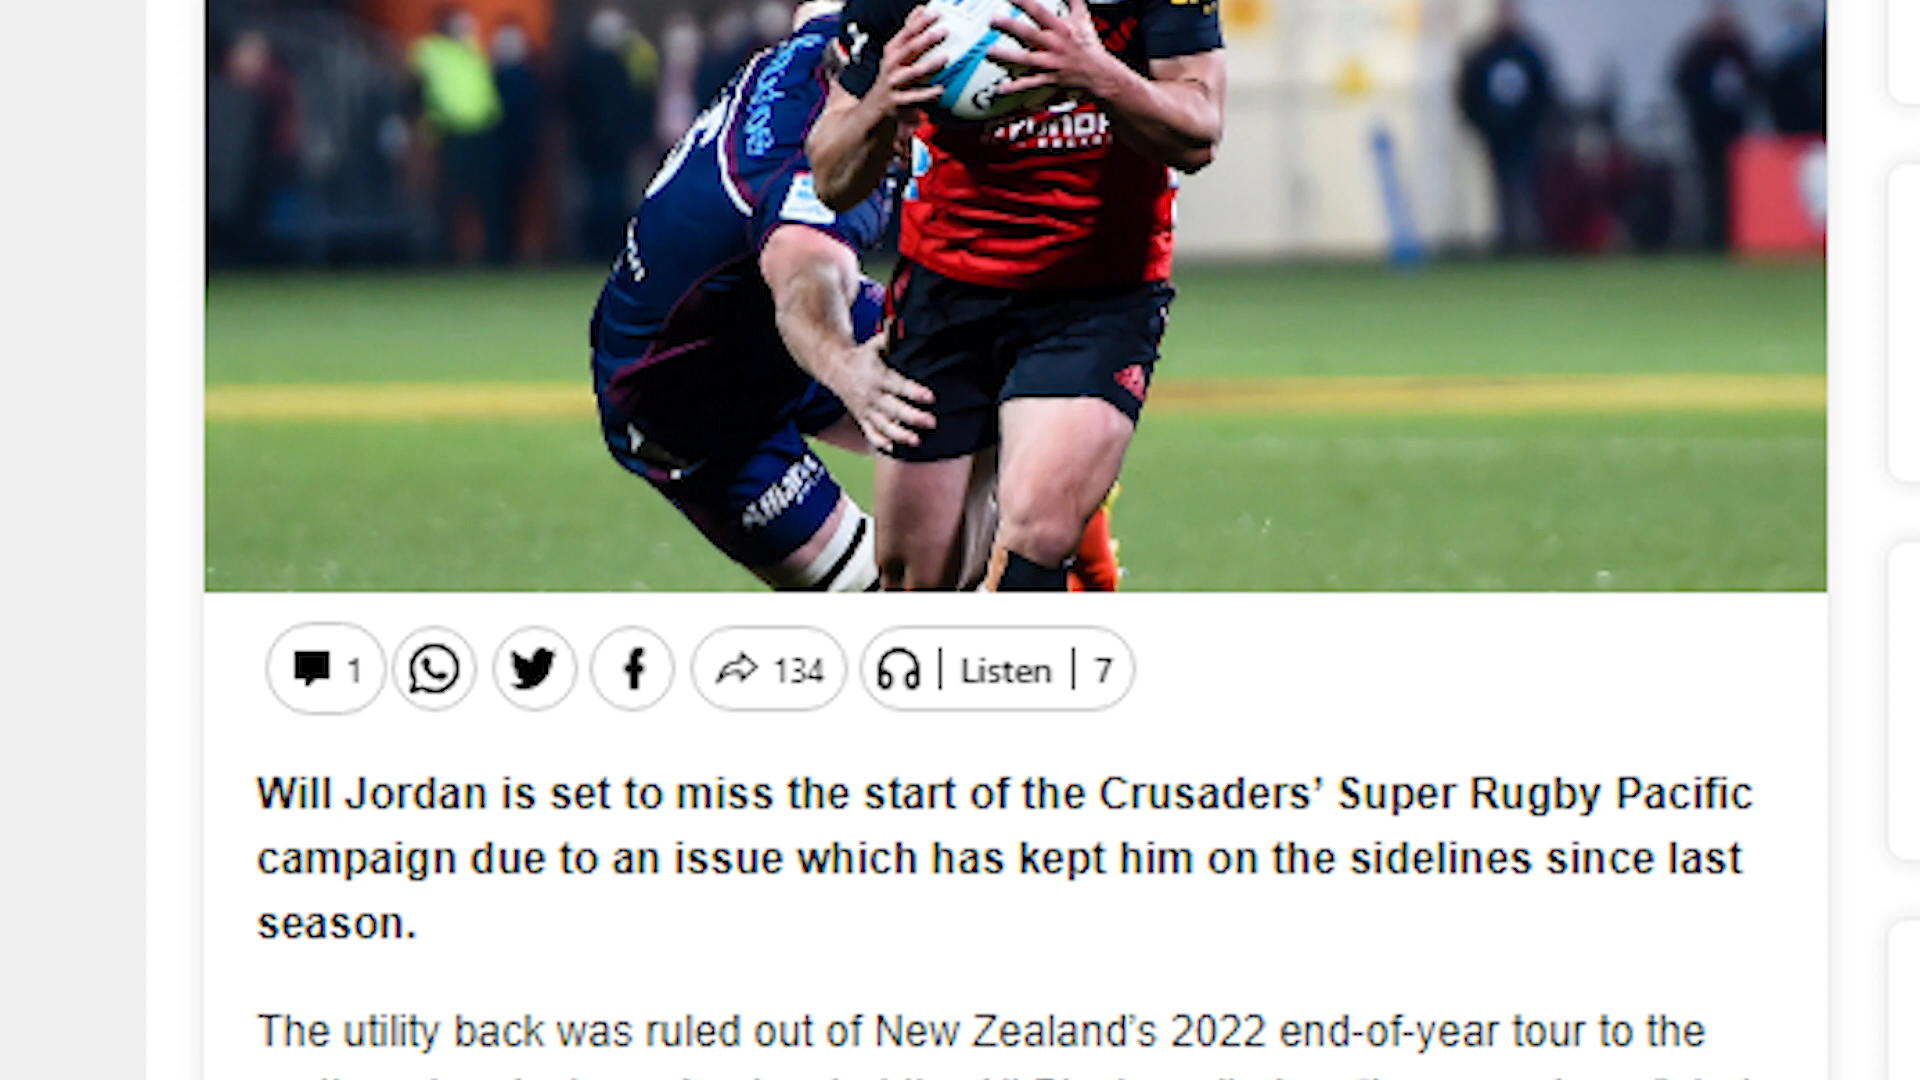 Allianz
1
134
Listen
7
Will Jordan is set to miss the start of the Crusaders’ Super Rugby Pacific
campaign due to an issue which has kept him on the sidelines since last
season.
The utility back was ruled out of New Zealand’s 2022 end-of-year tour to the